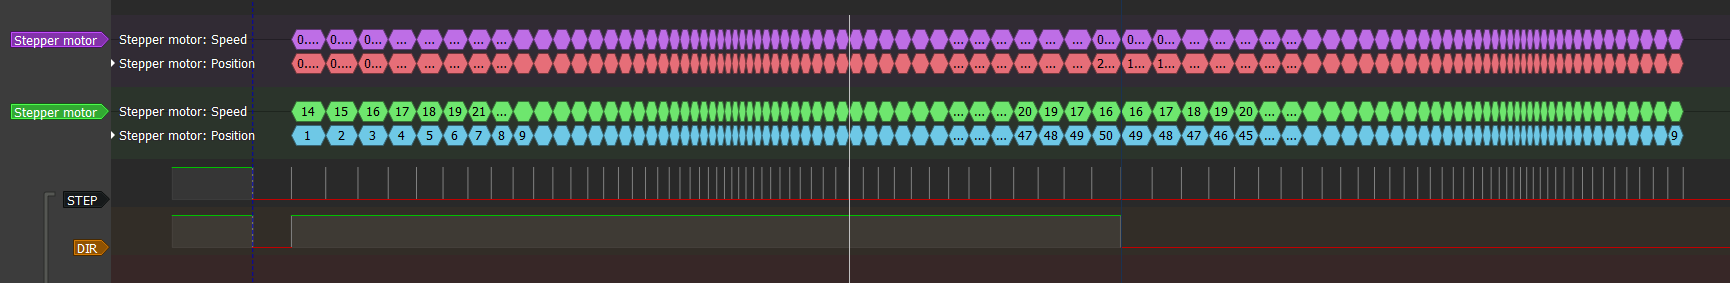 Stepper motor Stepper motor: Speed 0.... 0.... 0... ... ... ... ... ... ... ... ... ... ... ... 0... 0... 0... ... ... ... ... ...
Stepper motor: Position 0.... 0.... 0... ... ... ... ... ... ... ... ... ... ... ... 2... 1... 1... ... ... ... ... ...
Stepper motor Stepper motor: Speed 14 15 16 17 18 19 21 ... ... ... ... 20 19 17 16 16 17 18 19 20 ... ...
Stepper motor: Position 1 2 3 4 5 6 7 8 9 ... ... ... 47 48 49 50 49 48 47 46 45 ... ... 9
STEP
DIR